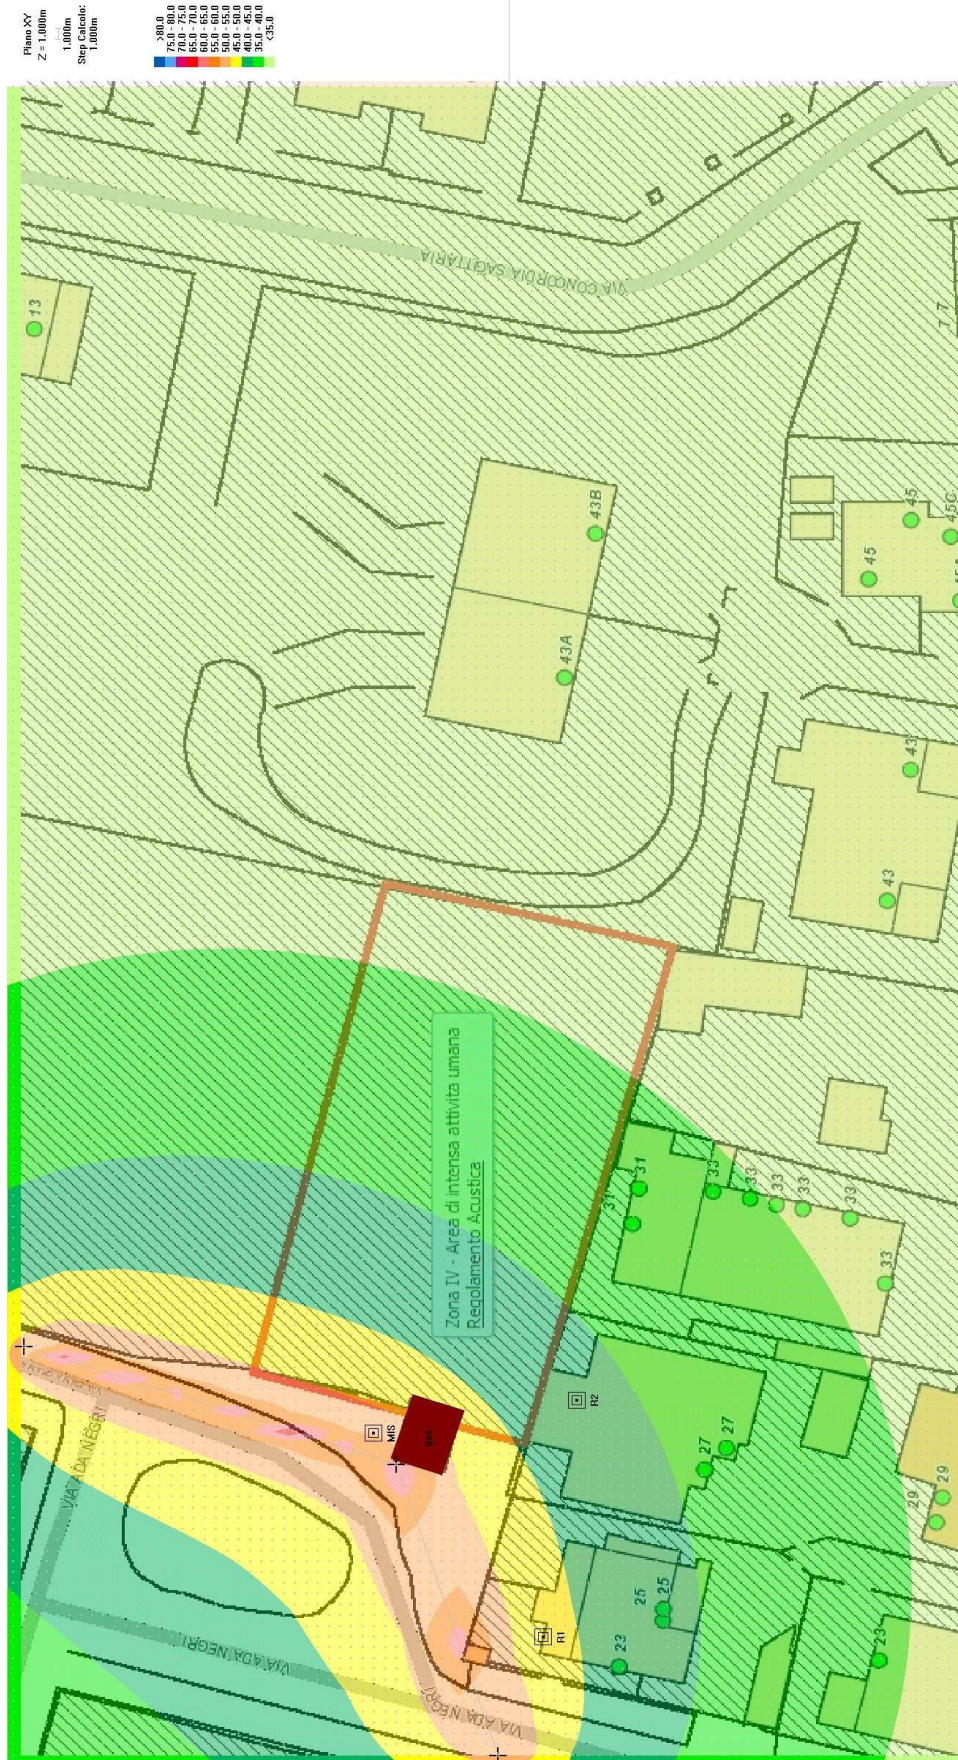 Piano XY
Z = 1.000m
1.000m
Step Calcolo:
1.000m
>80.0
75.0 - 80.0
70.0 - 75.0
65.0 - 70.0
60.0 - 65.0
55.0 - 60.0
50.0 - 55.0
45.0 - 50.0
40.0 - 45.0
35.0 - 40.0
<35.0
13
VIA CONCORDIA SAGITTARIA
43B
43A
45
45
45C
43
43
Zona IV - Area di intensa attivita umana
Regolamento Acustica
31
31
33
33
33
33
33
33
VIA ADA NEGRI
MIS
R2
27
27
29
29
25
25
R1
23
23
VIA ADA NEGRI
VIA ADA NEGRI